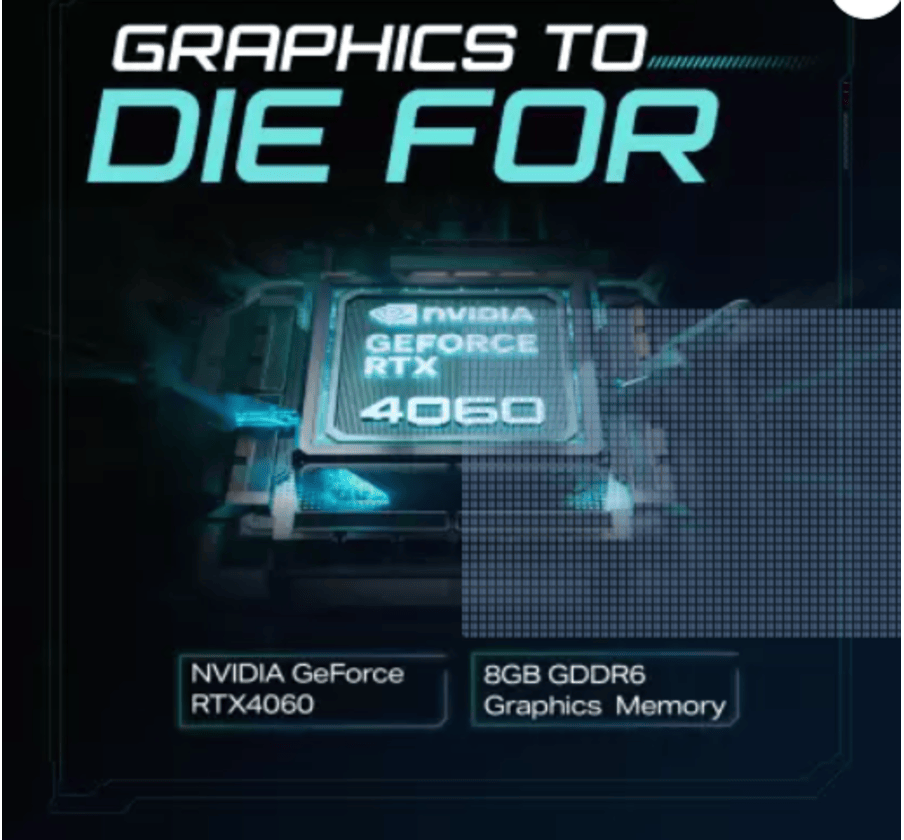 GRAPHICS TO
DIE FOR
NVIDIA
GEFORCE
RTX
4060
NVIDIA GeForce
RTX4060
8GB GDDR6
Graphics Memory